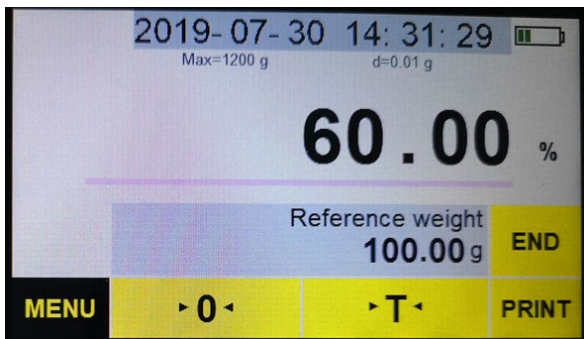 2019-07-30 14:31:29
Max=1200 g d=0.01 g
60.00 %
Reference weight
100.00 g
END
MENU ►0◄ ►T◄ PRINT